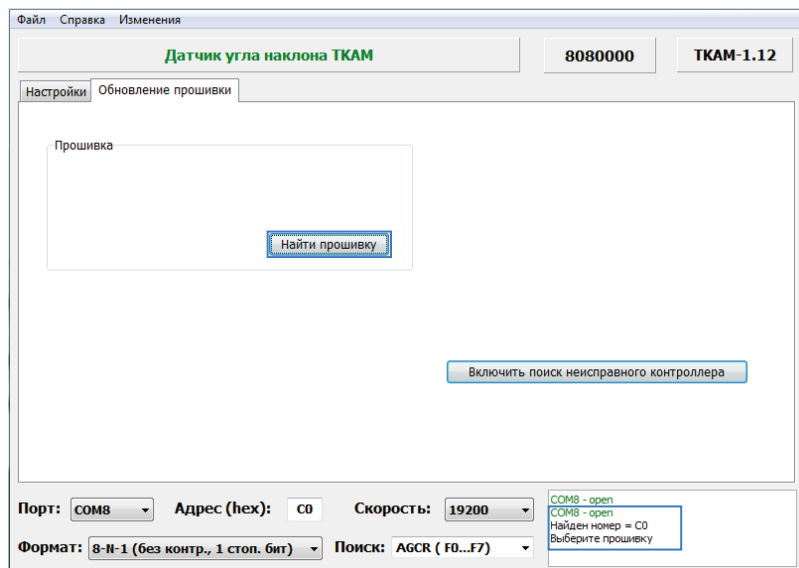 Файл Справка Изменения
Датчик угла наклона TKAM 8080000 TKAM-1.12
Настройки Обновление прошивки
Прошивка
Найти прошивку
Включить поиск неисправного контроллера
Порт: COM8 Адрес (hex): C0 Скорость: 19200
Формат: 8-N-1 (без контр., 1 стоп. бит) Поиск: AGCR ( F0...F7)
COM8 - open
COM8 - open
Найден номер = C0
Выберите прошивку